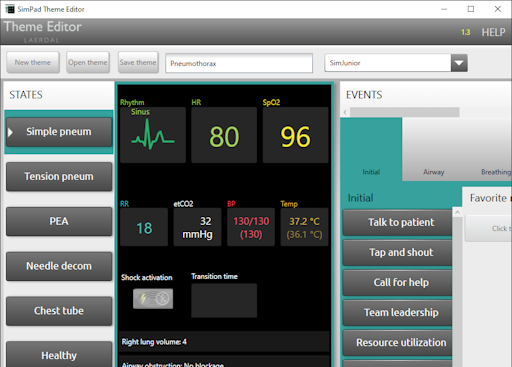 SimPad Theme Editor
Theme Editor
LAERDAL
1.3 HELP
New theme Open theme Save theme Pneumothorax SimJunior
STATES
Simple pneum
Tension pneum
PEA
Needle decom
Chest tube
Healthy
Rhythm HR SpO2
Sinus
80 96
RR etCO2 BP Temp
18
32
mmHg
130/130
(130)
37.2 °C
(36.1 °C)
Shock activation Transition time
Right lung volume: 4
Airway obstruction: No blockage
EVENTS
Initial Airway Breathing
Initial
Talk to patient
Tap and shout
Call for help
Team leadership
Resource utilization
Favorite
Click t